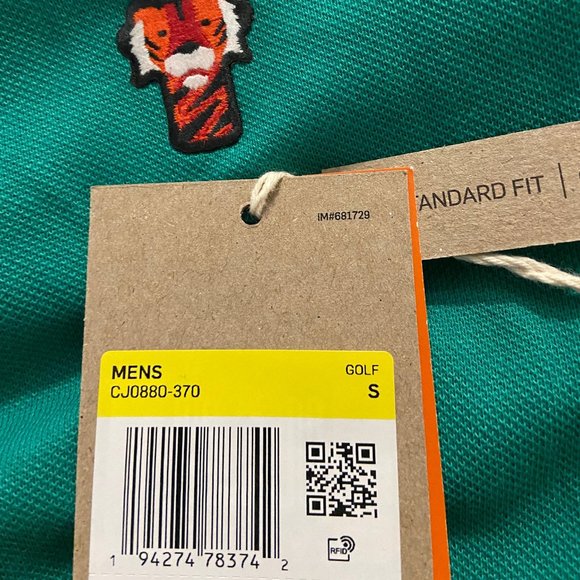 IM#681729
TANDARD FIT
MENS GOLF
CJ0880-370 S
1 94274 78374 2
RFID